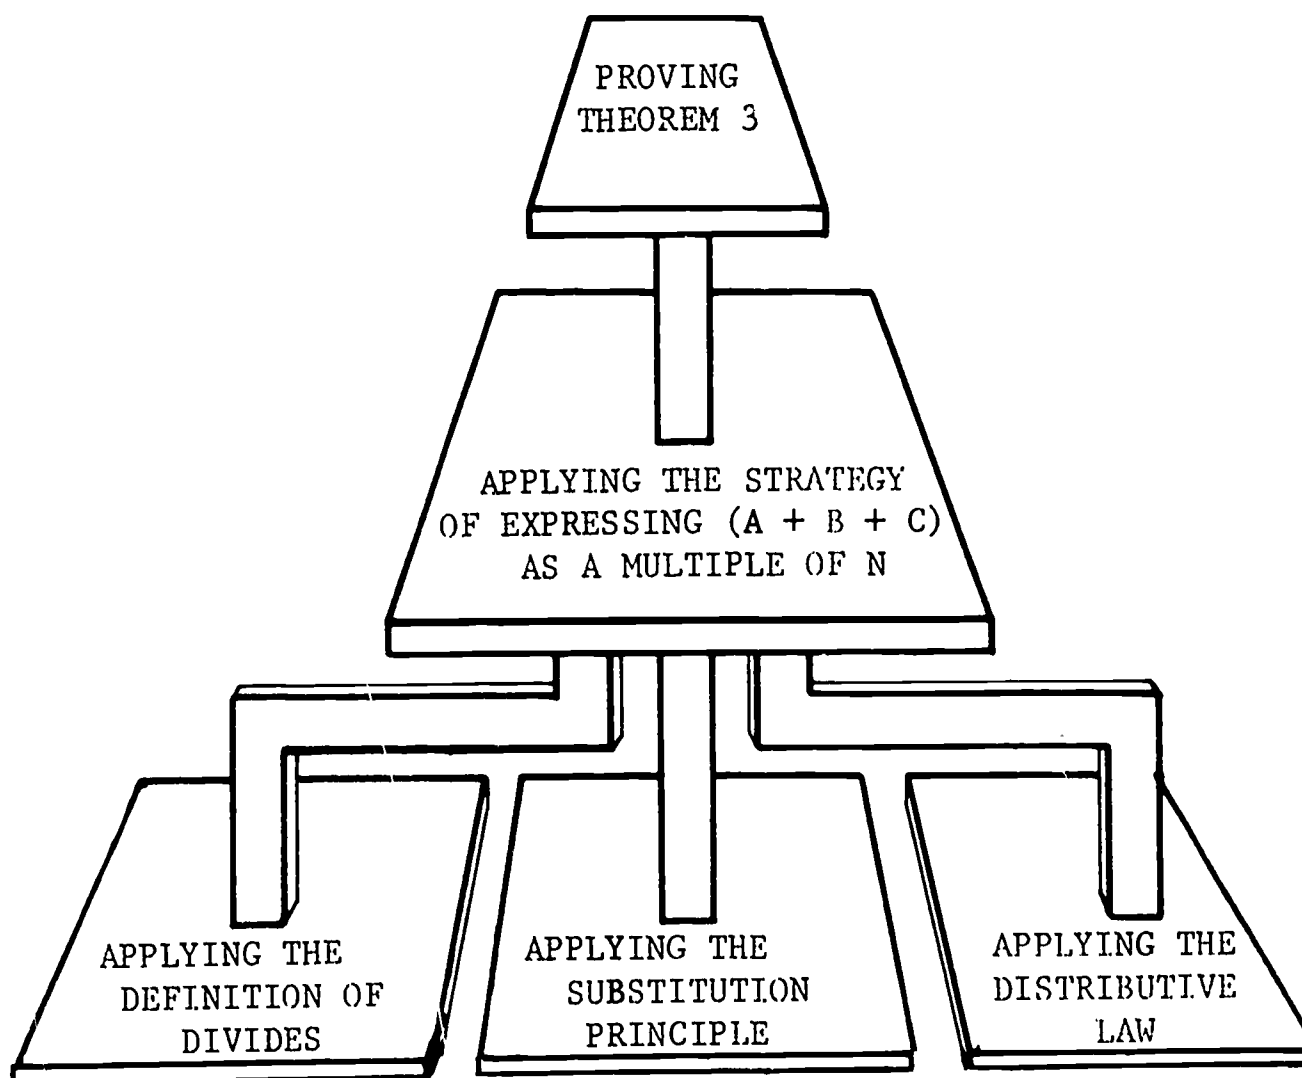 PROVING
THEOREM 3
APPLYING THE STRATEGY
OF EXPRESSING (A + B + C)
AS A MULTIPLE OF N
APPLYING THE
DEFINITION OF
DIVIDES
APPLYING THE
SUBSTITUTION
PRINCIPLE
APPLYING THE
DISTRIBUTIVE
LAW